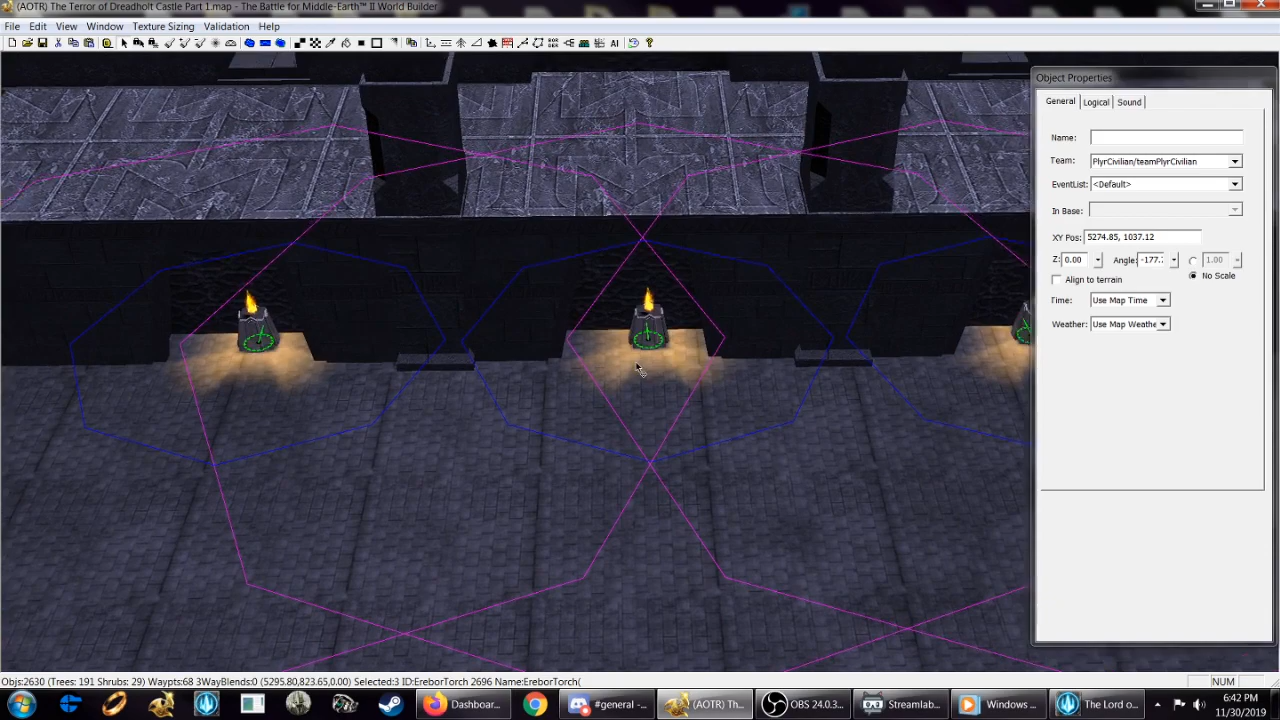 (AOTR) The Terror of Dreadholt Castle Part 1.map - The Battle for Middle-Earth™ II World Builder
File Edit View Window Texture Sizing Validation Help
AI
Object Properties
General Logical Sound
Name:
Team: PlyrCivilian/teamPlyrCivilian
EventList: <Default>
In Base:
XY Pos: 5274.85, 1037.12
Z: 0.00 Angle: -177. 1.00
No Scale
Align to terrain
Time: Use Map Time
Weather: Use Map Weathe
Objs:2630 (Trees: 191 Shrubs: 29) Waypts:68 3WayBlends:0 (5295.80,823.65,0.00) Selected:3 ID:EreborTorch 2696 Name:EreborTorch(
NUM
Dashboar... #general -... (AOTR) Th... OBS 24.0.3... Streamlab... Windows ... The Lord o...
6:42 PM
11/30/2019